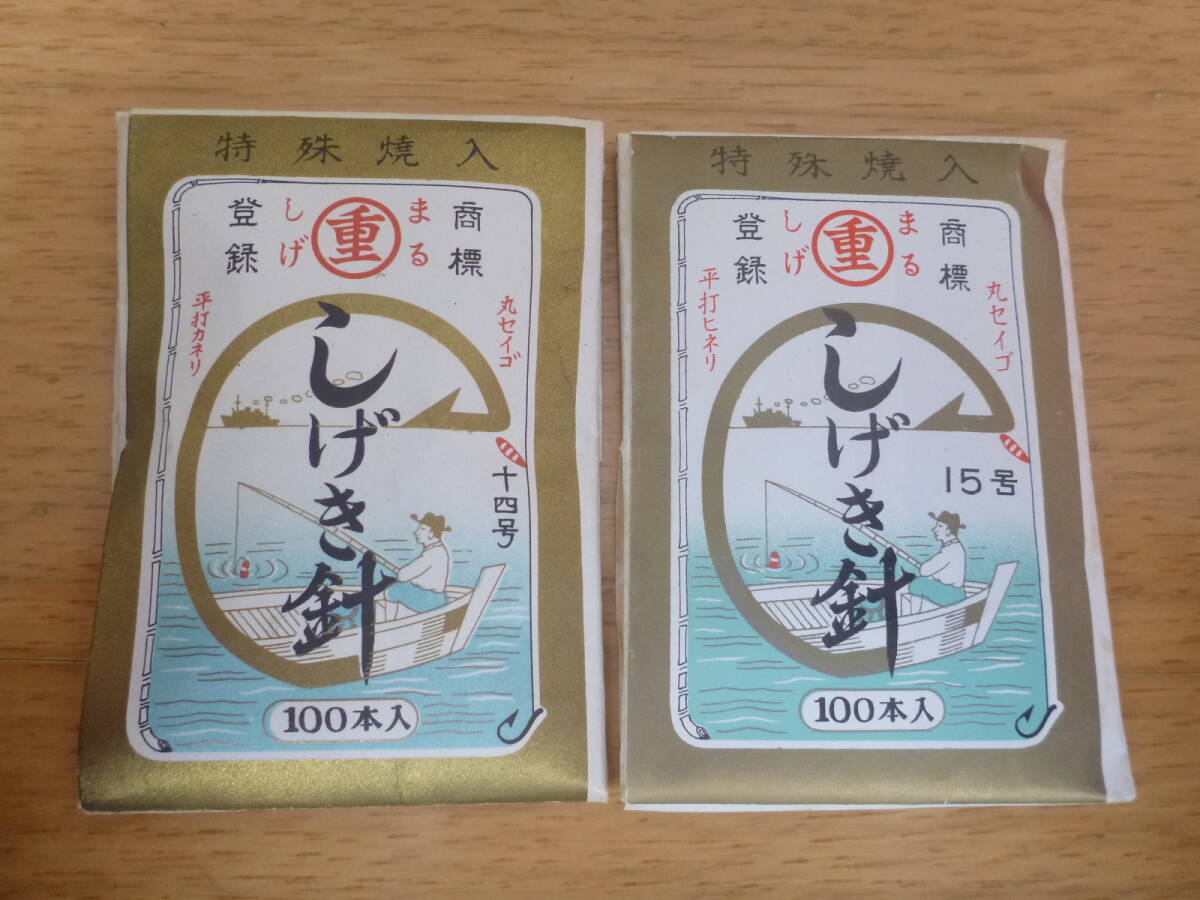 特殊焼入
商標
まる
重
しげ
登録
丸セイゴ
平打カネリ
しげき針
十四号
100本入
特殊焼入
商標
まる
重
しげ
登録
丸セイゴ
平打ヒネリ
しげき針
15号
100本入